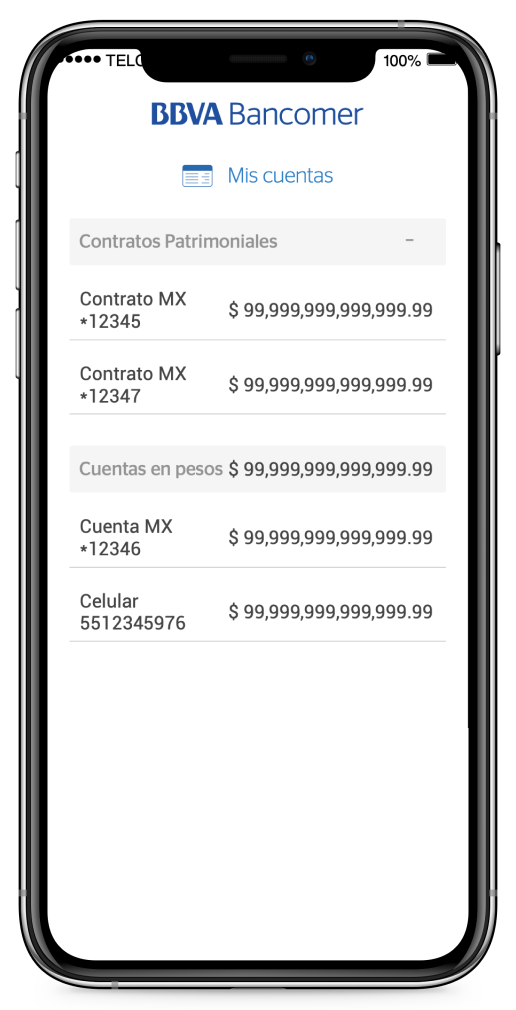 100%
BBVA Bancomer
Mis cuentas
Contratos Patrimoniales -
Contrato MX
*12345 $ 99,999,999,999,999.99
Contrato MX
*12347 $ 99,999,999,999,999.99
Cuentas en pesos $ 99,999,999,999,999.99
Cuenta MX
*12346 $ 99,999,999,999,999.99
Celular
5512345976 $ 99,999,999,999,999.99